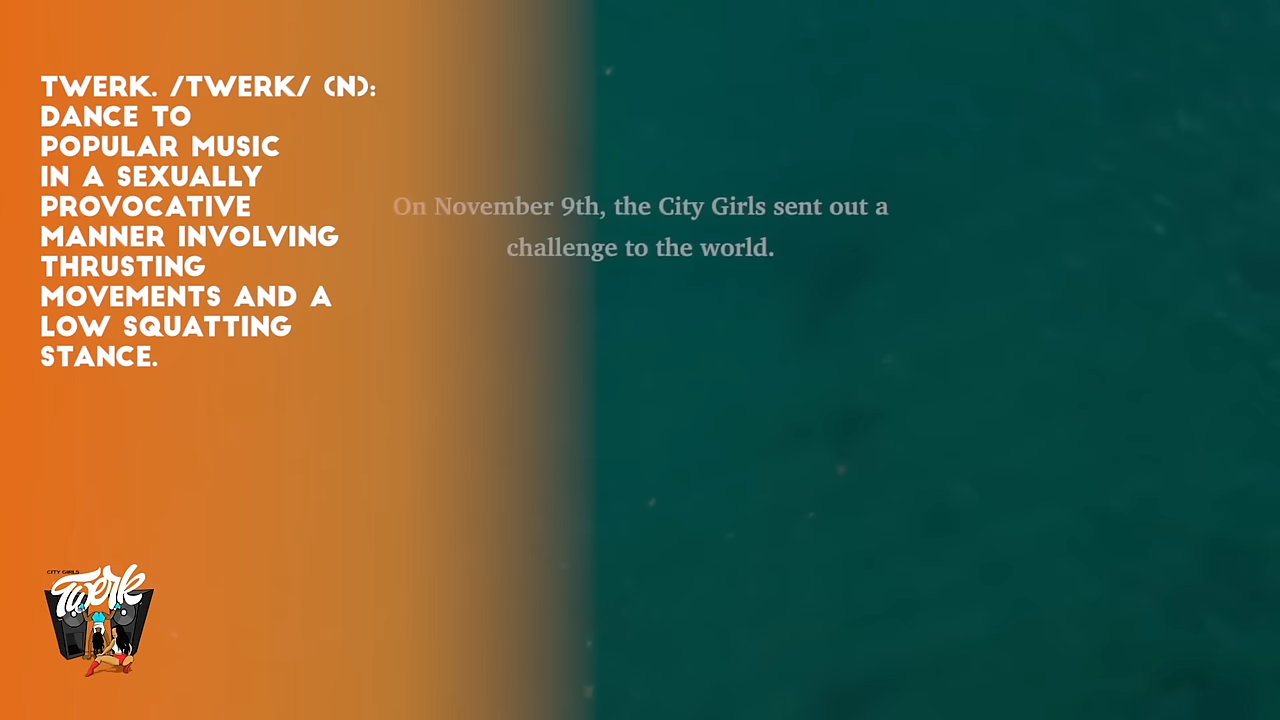 TWERK. /TWERK/ (N):
DANCE TO
POPULAR MUSIC
IN A SEXUALLY
PROVOCATIVE
MANNER INVOLVING
THRUSTING
MOVEMENTS AND A
LOW SQUATTING
STANCE.
On November 9th, the City Girls sent out a
challenge to the world.
CITY GIRLS
Twerk